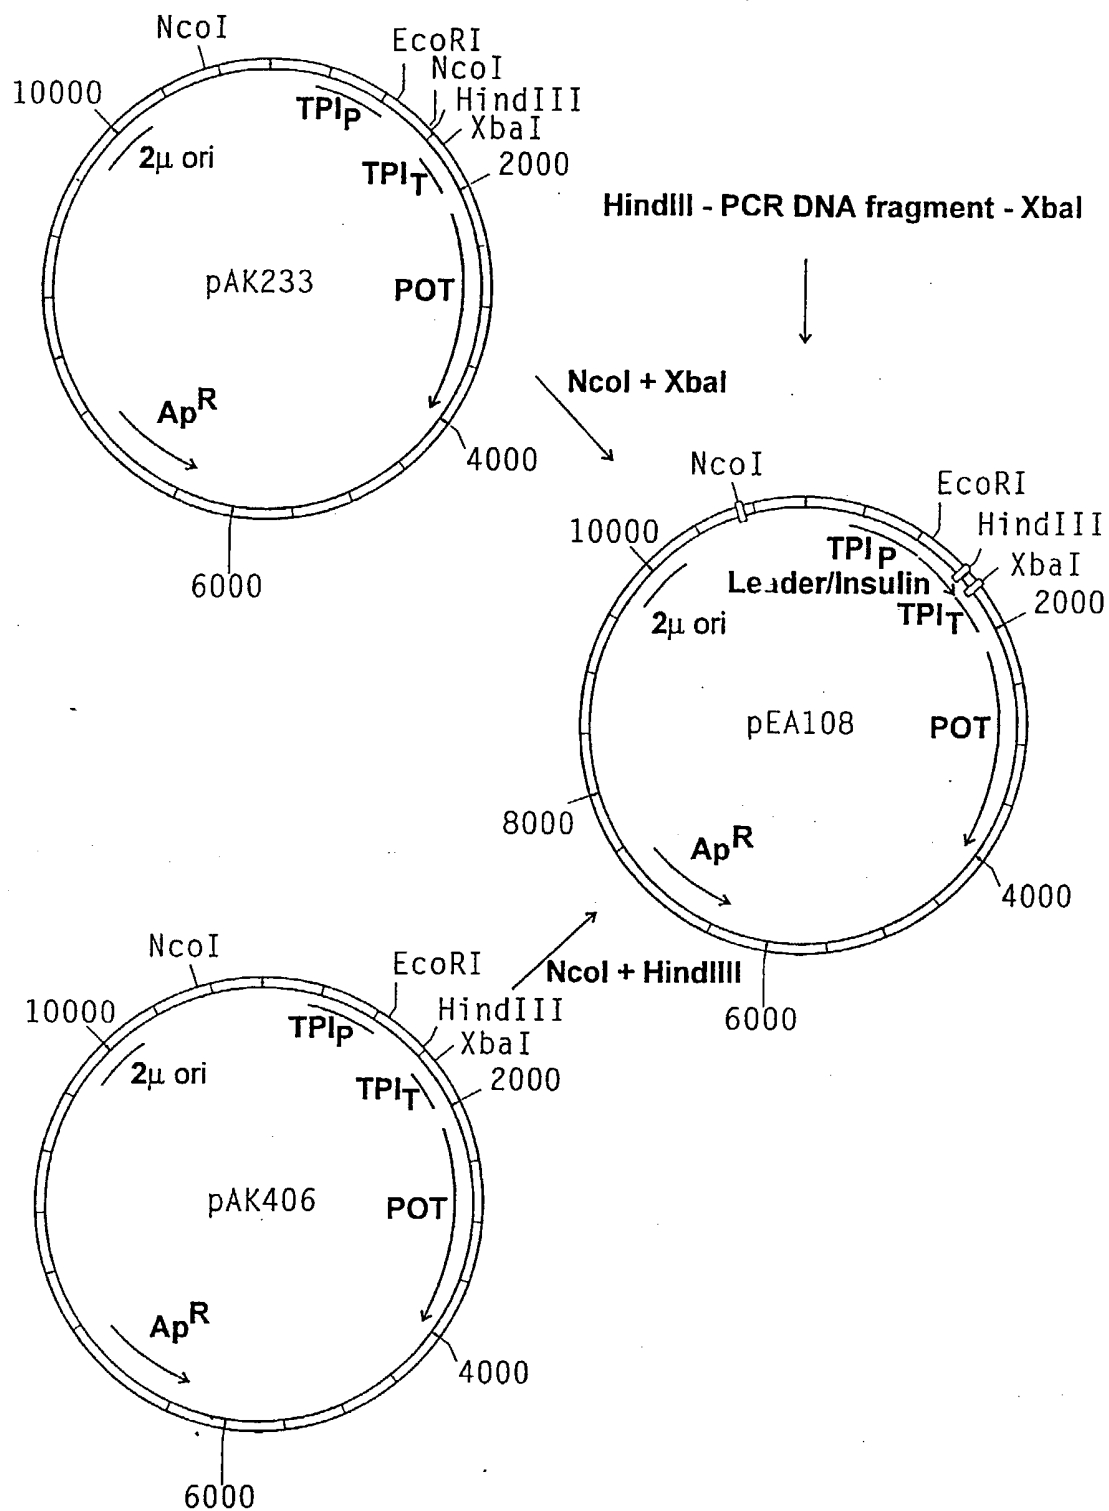 NcoI
EcoRI
NcoI
HindIII
XbaI
10000
TPIP
2µ ori
TPIT
2000
HindIII - PCR DNA fragment - XbaI
pAK233
POT
NcoI + XbaI
ApR
4000
6000
NcoI
EcoRI
HindIII
XbaI
10000
TPIP
Leader/Insulin
2000
2µ ori
TPIT
pEA108
POT
8000
ApR
4000
6000
NcoI
EcoRI
NcoI + HindIIII
HindIII
XbaI
10000
TPIP
2µ ori
TPIT
2000
pAK406
POT
ApR
4000
6000